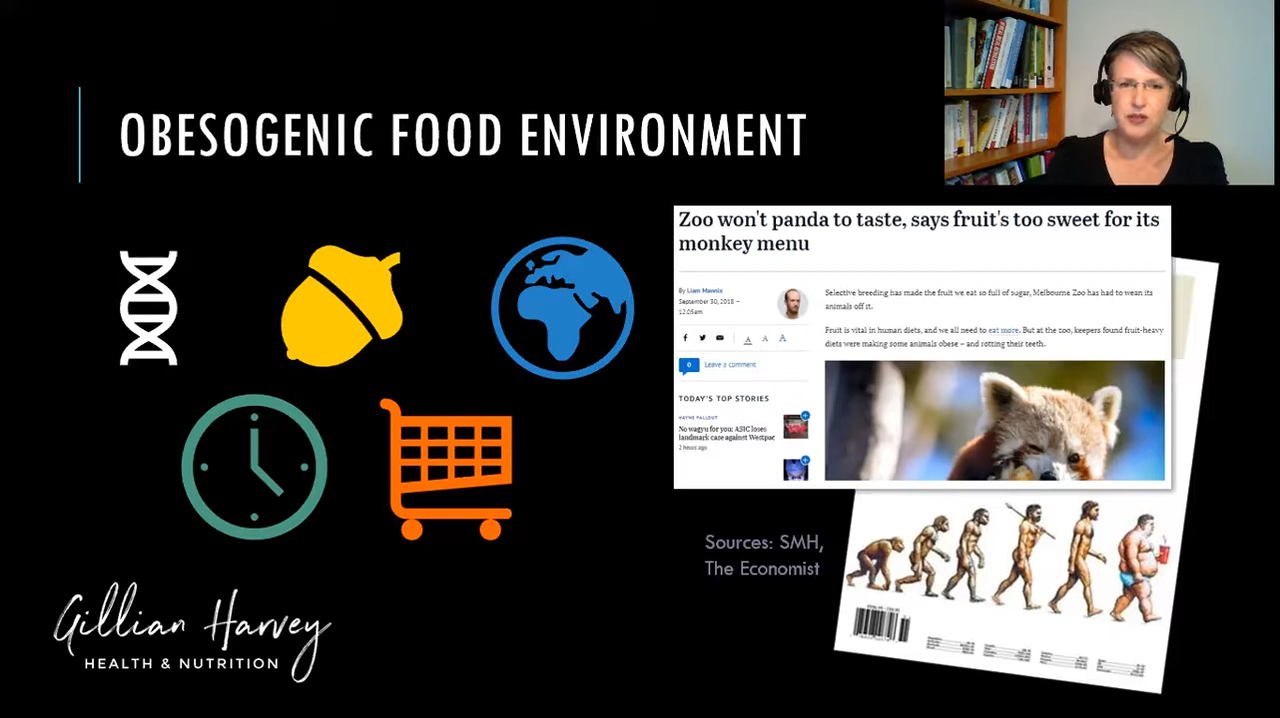 OBESOGENIC FOOD ENVIRONMENT
Zoo won't panda to taste, says fruit's too sweet for its
monkey menu
By Liam Mannix
September 30, 2018 –
12.05am
A A A
0 Leave a comment
TODAY'S TOP STORIES
HAYNE FALLOUT
No wagyu for you: ASIC loses
landmark case against Westpac
2 hours ago
Selective breeding has made the fruit we eat so full of sugar, Melbourne Zoo has had to wean its
animals off it.
Fruit is vital in human diets, and we all need to eat more. But at the zoo, keepers found fruit-heavy
diets were making some animals obese – and rotting their teeth.
Sources: SMH,
The Economist
Gillian Harvey
HEALTH & NUTRITION